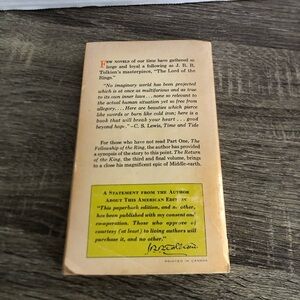 FEW NOVELS of our time have gathered so
large and loyal a following as J. R. R.
Tolkien's masterpiece, "The Lord of the
Rings."
"No imaginary world has been projected
which is at once as multifarious and as true
to its own inner laws . . . none so relevant to
the actual human situation yet so free from
allegory. . . . Here are beauties which pierce
like swords or burn like cold iron; here is a
book that will break your heart . . . good
beyond hope."—C. S. Lewis, Time and Tide
For those who have not read Part One, The
Fellowship of the Ring, the author has provided
a synopsis of the story to this point. The Return
of the King, the third and final volume, brings
to a close his magnificent epic of Middle-earth.
A STATEMENT FROM THE AUTHOR
ABOUT THIS AMERICAN EDITION
"This paperback edition, and no other,
has been published with my consent and
co-operation. Those who approve of
courtesy (at least) to living authors will
purchase it, and no other."
J.R.R. Tolkien
PRINTED IN CANADA